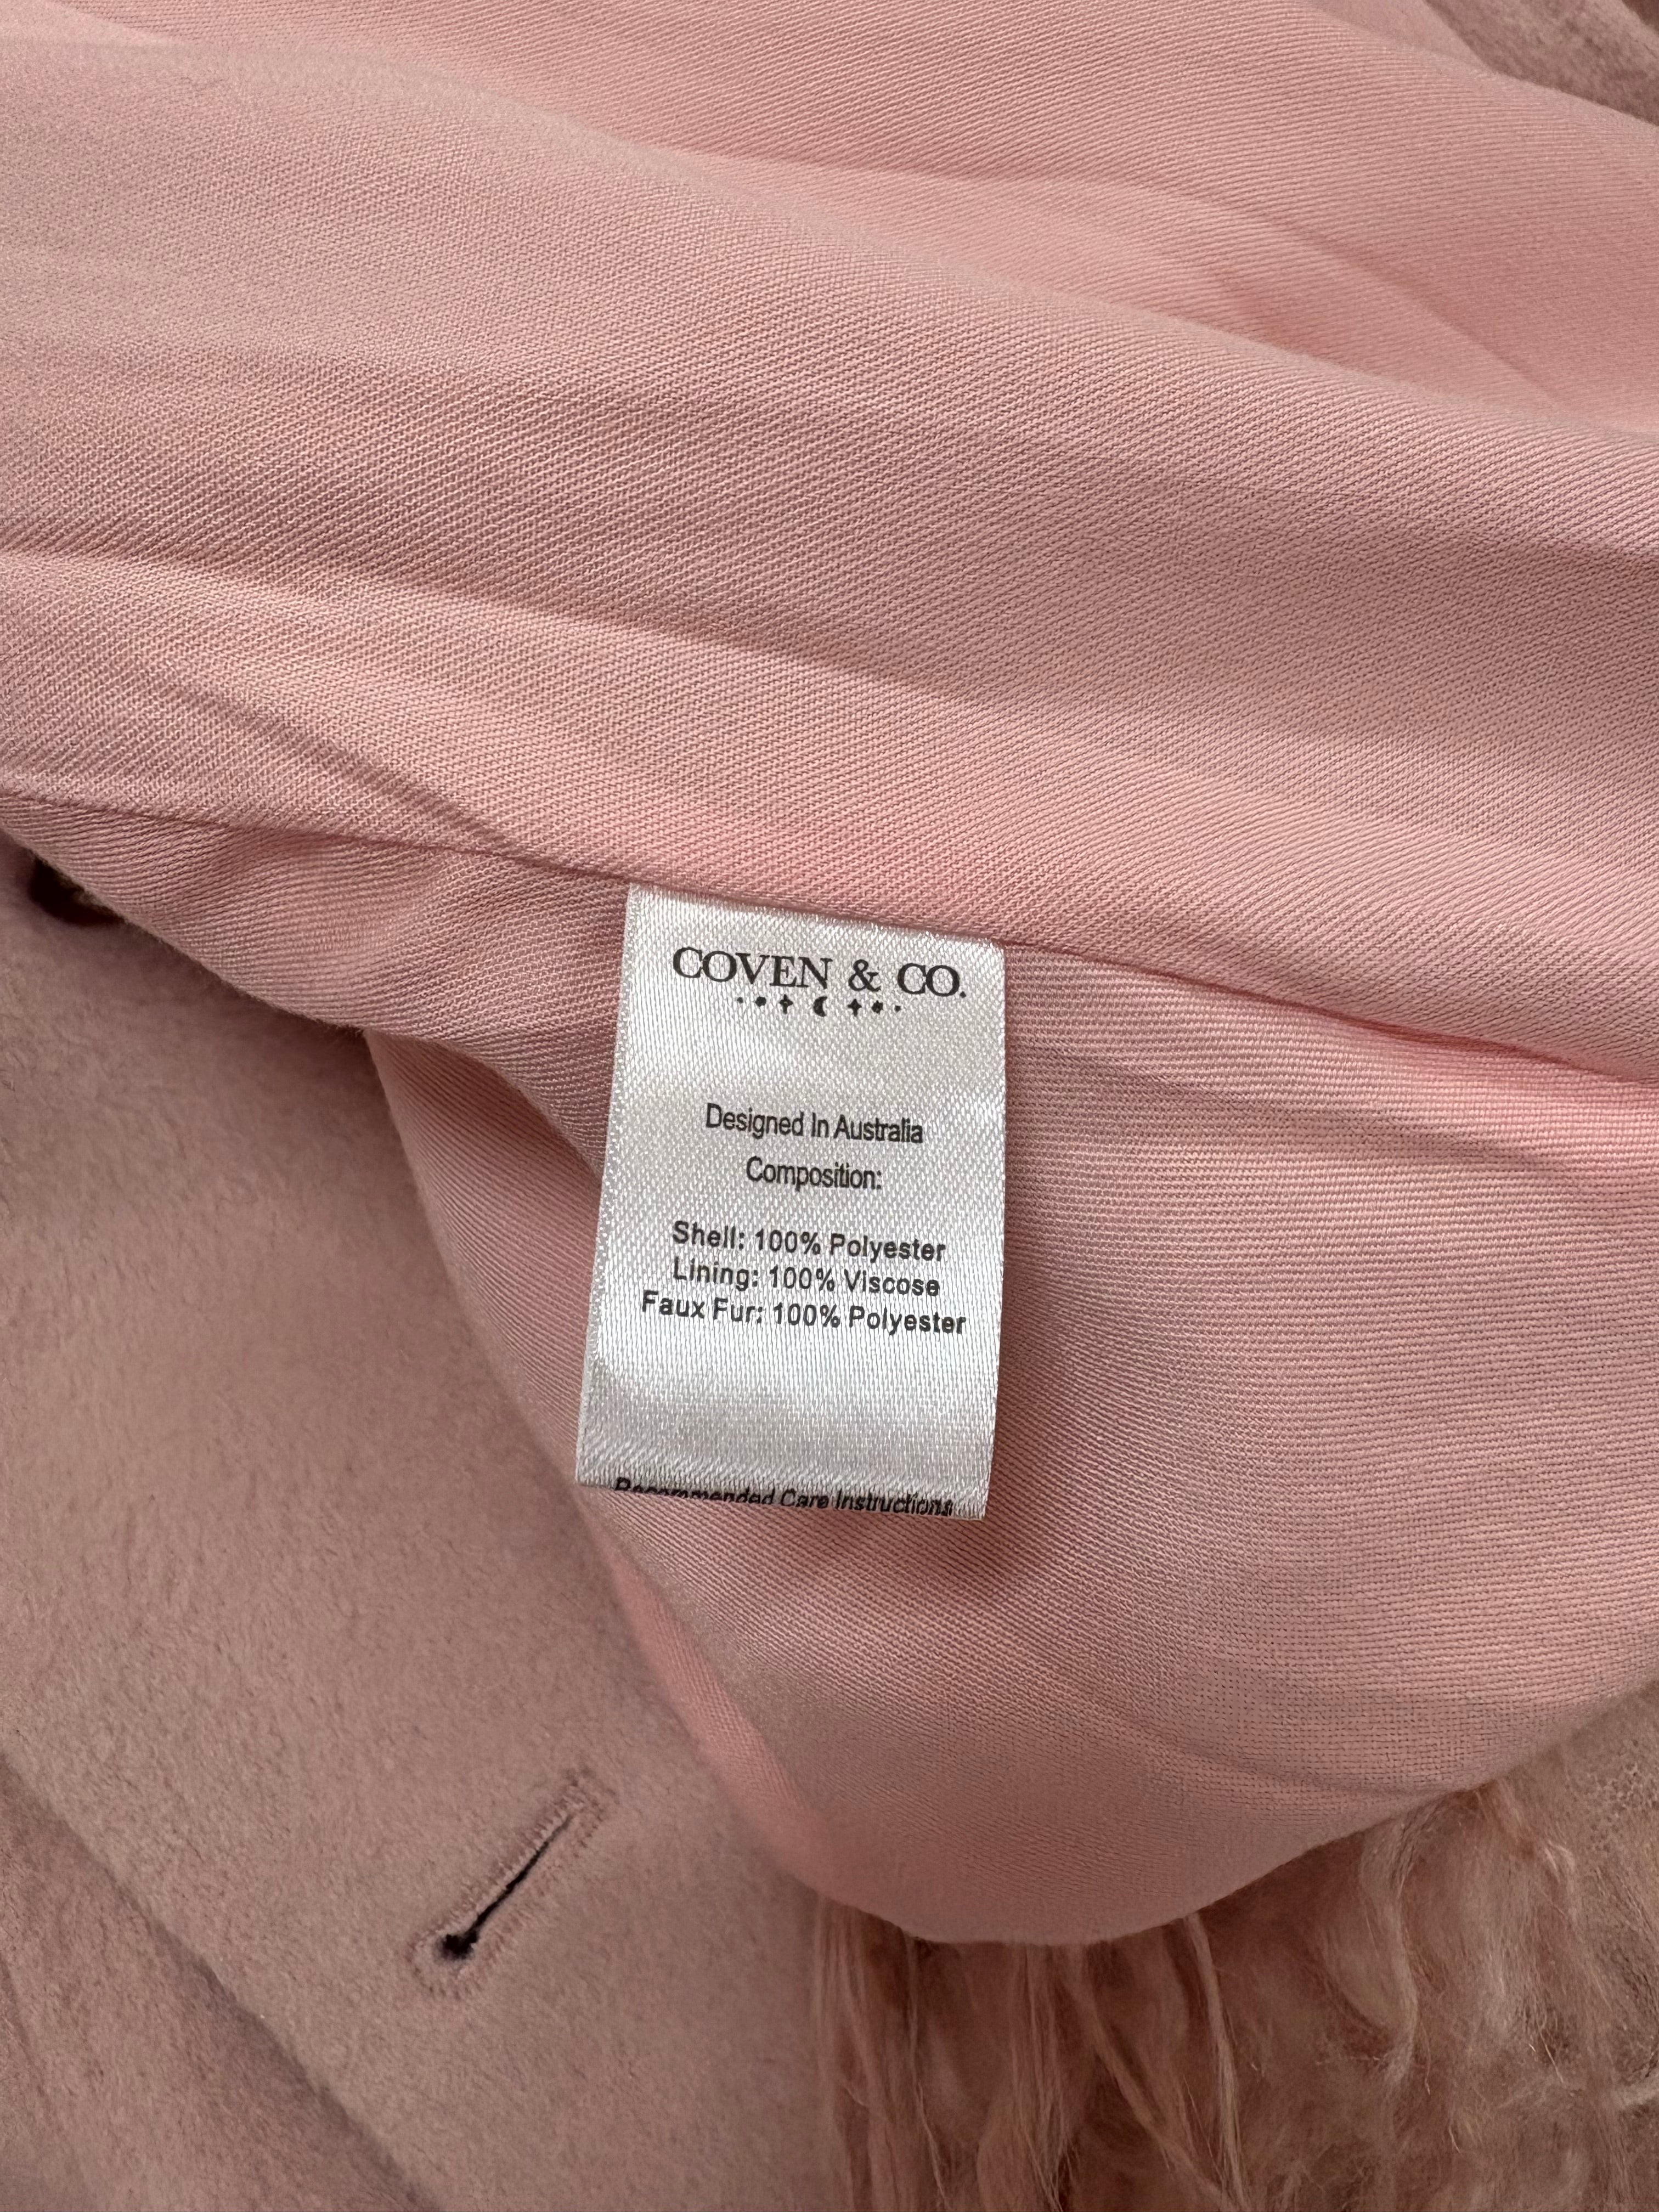 COVEN & CO.
Designed In Australia
Composition:
Shell: 100% Polyester
Lining: 100% Viscose
Faux Fur: 100% Polyester
Recommended Care Instructions